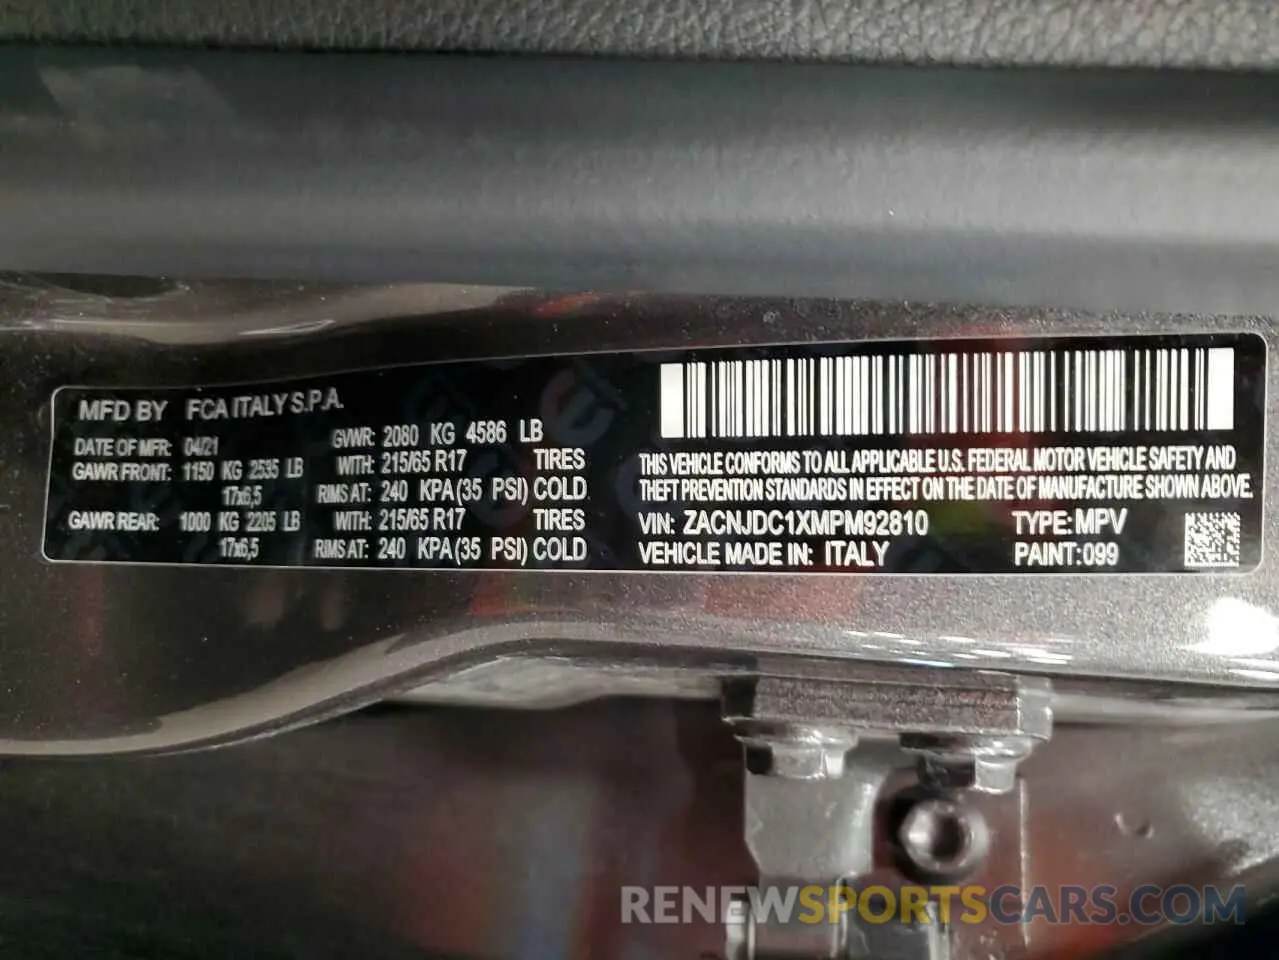 MFD BY FCA ITALY S.P.A.
DATE OF MFR: 04/21 GVWR: 2080 KG 4586 LB
GAWR FRONT: 1150 KG 2535 LB WITH: 215/65 R17 TIRES
17x6,5 RIMS AT: 240 KPA(35 PSI) COLD
GAWR REAR: 1000 KG 2205 LB WITH: 215/65 R17 TIRES
17x6,5 RIMS AT: 240 KPA(35 PSI) COLD
THIS VEHICLE CONFORMS TO ALL APPLICABLE U.S. FEDERAL MOTOR VEHICLE SAFETY AND
THEFT PREVENTION STANDARDS IN EFFECT ON THE DATE OF MANUFACTURE SHOWN ABOVE.
VIN: ZACNJDC1XMPM92810 TYPE: MPV
VEHICLE MADE IN: ITALY PAINT: 099
RENEWSPORTSCARS.COM